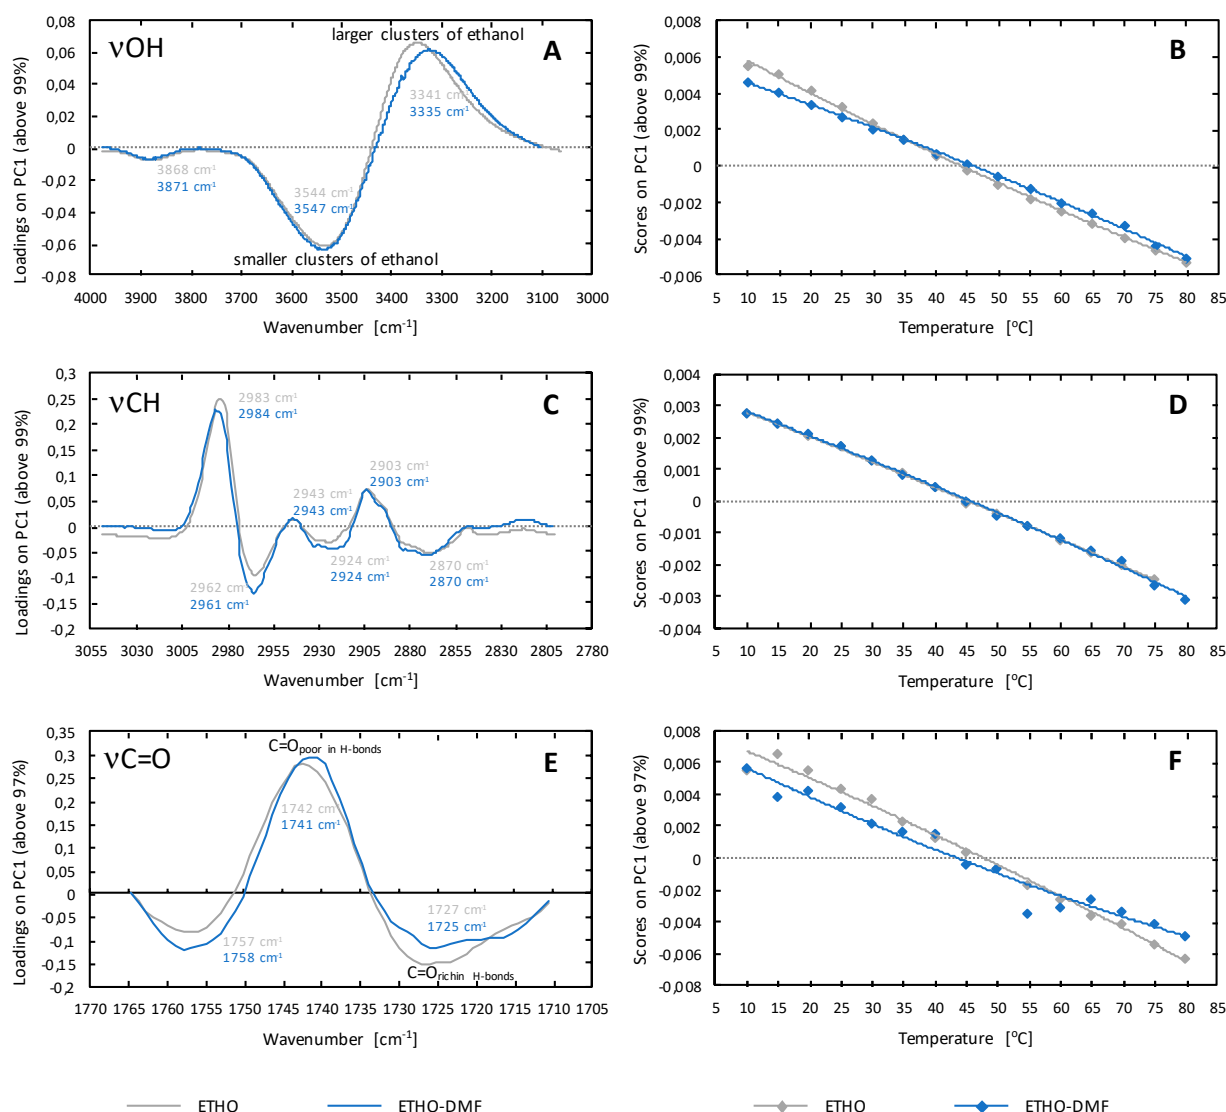 νOH
A
larger clusters of ethanol
smaller clusters of ethanol
3341 cm-1
3335 cm-1
3868 cm-1
3871 cm-1
3544 cm-1
3547 cm-1
Loadings on PC1 (above 99%)
0,08
0,06
0,04
0,02
0
-0,02
-0,04
-0,06
-0,08
4000 3900 3800 3700 3600 3500 3400 3300 3200 3100 3000
Wavenumber [cm-1]
B
Scores on PC1 (above 99%)
0,008
0,006
0,004
0,002
0
-0,002
-0,004
-0,006
5 10 15 20 25 30 35 40 45 50 55 60 65 70 75 80 85
Temperature [oC]
νCH
C
2983 cm-1
2984 cm-1
2943 cm-1
2943 cm-1
2903 cm-1
2903 cm-1
2962 cm-1
2961 cm-1
2924 cm-1
2924 cm-1
2870 cm-1
2870 cm-1
Loadings on PC1 (above 99%)
0,3
0,25
0,2
0,15
0,1
0,05
0
-0,05
-0,1
-0,15
-0,2
3055 3030 3005 2980 2955 2930 2905 2880 2855 2830 2805 2780
Wavenumber [cm-1]
D
Scores on PC1 (above 99%)
0,004
0,003
0,002
0,001
0
-0,001
-0,002
-0,003
-0,004
5 10 15 20 25 30 35 40 45 50 55 60 65 70 75 80 85
Temperature [oC]
νC=O
E
C=Opoor in H-bonds
1742 cm-1
1741 cm-1
1727 cm-1
1725 cm-1
1757 cm-1
1758 cm-1
C=Orichin H-bonds
Loadings on PC1 (above 97%)
0,35
0,3
0,25
0,2
0,15
0,1
0,05
0
-0,05
-0,1
-0,15
-0,2
1770 1765 1760 1755 1750 1745 1740 1735 1730 1725 1720 1715 1710 1705
Wavenumber [cm-1]
F
Scores on PC1 (above 97%)
0,008
0,006
0,004
0,002
0
-0,002
-0,004
-0,006
-0,008
5 10 15 20 25 30 35 40 45 50 55 60 65 70 75 80 85
Temperature [oC]
ETHO
ETHO-DMF
ETHO
ETHO-DMF